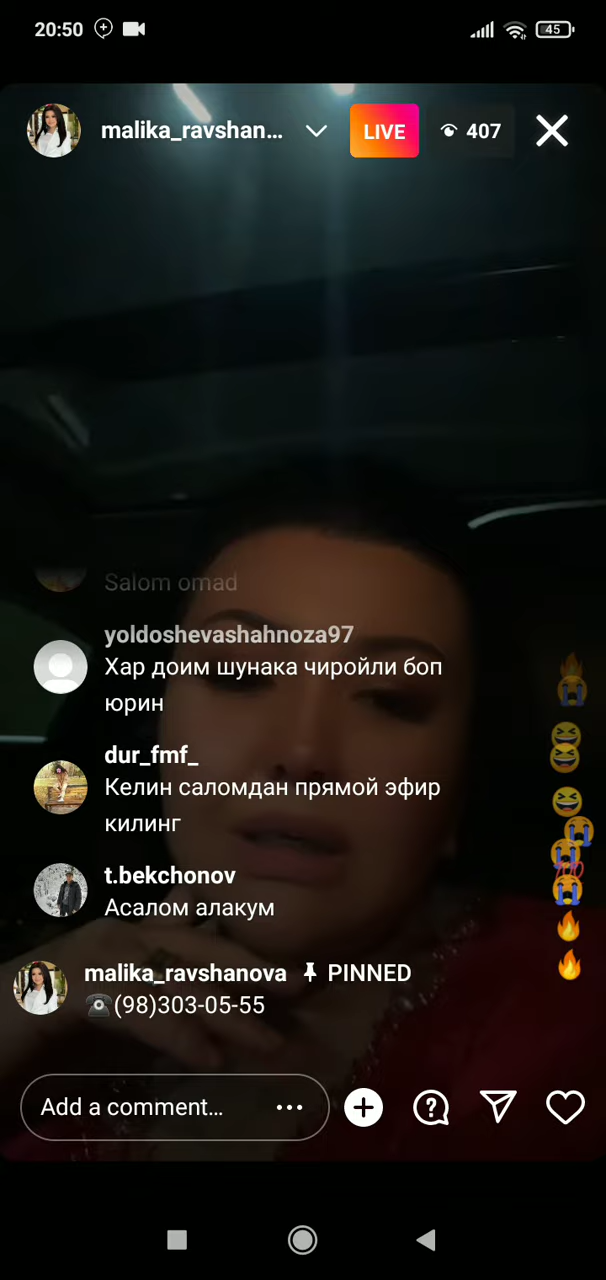 20:50
45
malika_ravshan...
LIVE
407
Salom omad
yoldoshevashahnoza97
Хар доим шунака чиройли боп
юрин
dur_fmf_
Келин саломдан прямой эфир
килинг
t.bekchonov
Асалом алакум
malika_ravshanova PINNED
☎(98)303-05-55
Add a comment...